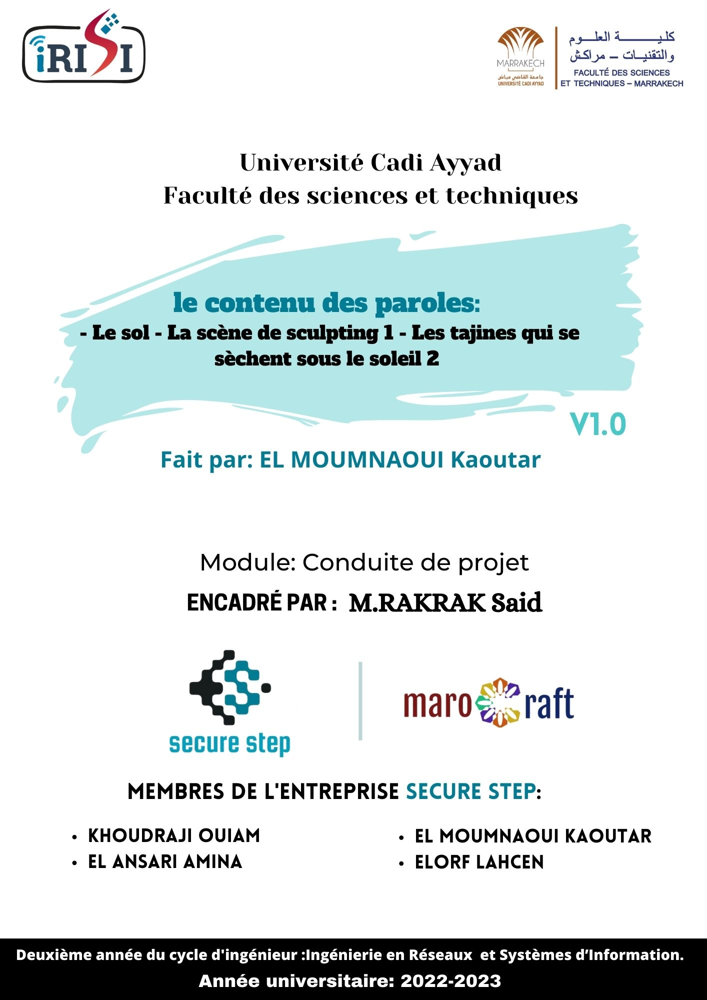 iRISI
MARRAKECH
جامعة القاضي عياض
UNIVERSITÉ CADI AYYAD
كلية العلوم
والتقنيات – مراكش
FACULTÉ DES SCIENCES
ET TECHNIQUES – MARRAKECH
Université Cadi Ayyad
Faculté des sciences et techniques
le contenu des paroles:
- Le sol - La scène de sculpting 1 - Les tajines qui se
sèchent sous le soleil 2
V1.0
Fait par: EL MOUMNAOUI Kaoutar
Module: Conduite de projet
ENCADRÉ PAR : M.RAKRAK Said
secure step
maro raft
MEMBRES DE L'ENTREPRISE SECURE STEP:
• KHOUDRAJI OUIAM
• EL ANSARI AMINA
• EL MOUMNAOUI KAOUTAR
• ELORF LAHCEN
Deuxième année du cycle d'ingénieur :Ingénierie en Réseaux et Systèmes d’Information.
Année universitaire: 2022-2023